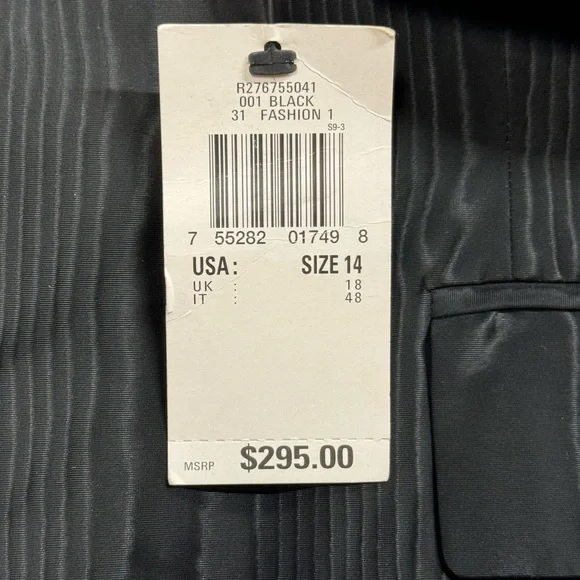 R276755041
001 BLACK
31 FASHION 1
S9-3
7 55282 01749 8
USA: SIZE 14
UK : 18
IT : 48
MSRP $295.00